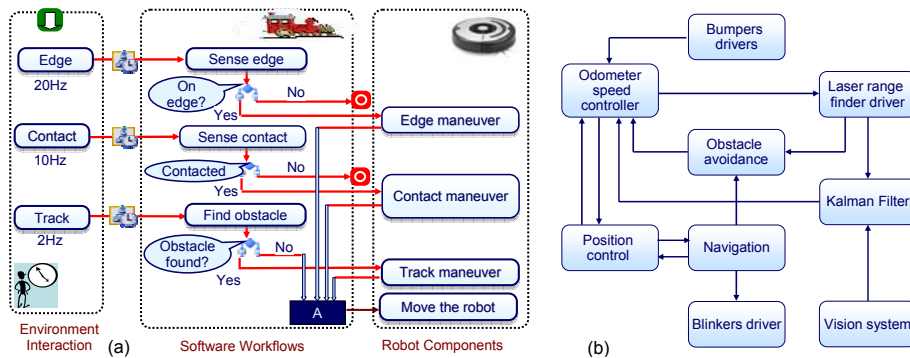 Edge
20Hz
Contact
10Hz
Track
2Hz
Environment
Interaction
(a)
Sense edge
On
edge?
No
Yes
Sense contact
Contacted
No
Yes
Find obstacle
Obstacle
found?
No
Yes
A
Software Workflows
Edge maneuver
Contact maneuver
Track maneuver
Move the robot
Robot Components
Bumpers
drivers
Odometer
speed
controller
Laser range
finder driver
Obstacle
avoidance
Kalman Filter
Position
control
Navigation
Blinkers driver
Vision system
(b)